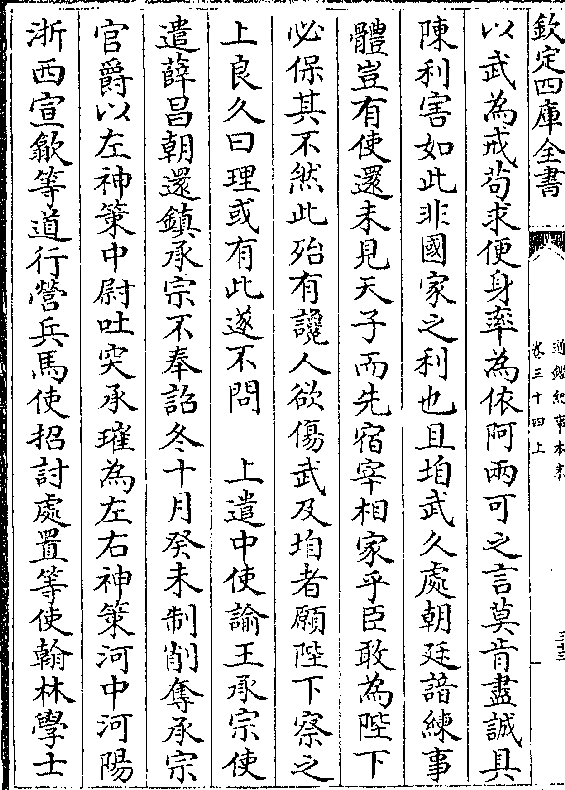 欽定四庫全書
通鑑紀事本末
卷三十四上
三十三
以武為戒苟求便身率為依阿兩可之言莫肯盡誠具
陳利害如此非國家之利也且垍武久處朝廷諳練事
體豈有使還未見天子而先宿宰相家乎臣敢為陛下
必保其不然此殆有讒人欲傷武及垍者願陛下察之
上良久曰理或有此遂不問　上遣中使諭王承宗使
遣薛昌朝還鎮承宗不奉詔冬十月癸未制削奪承宗
官爵以左神策中尉吐突承璀為左右神策河中河陽
浙西宣歙等道行營兵馬使招討處置等使翰林學士